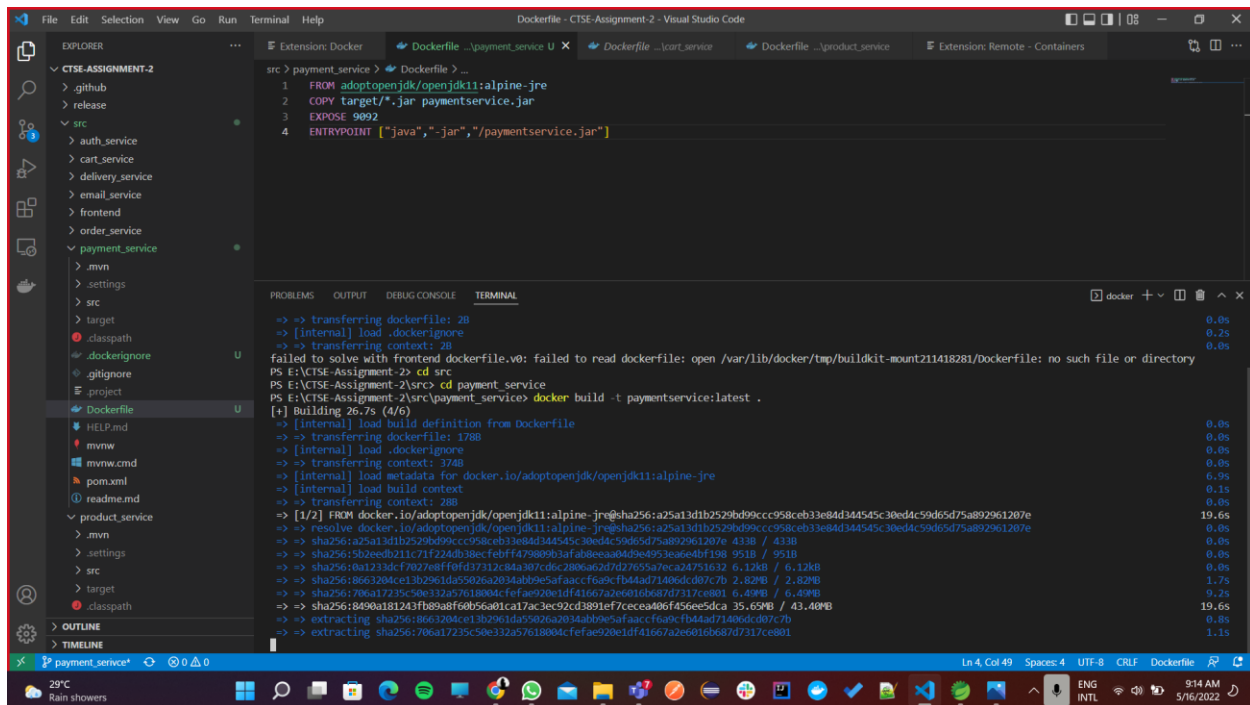 File Edit Selection View Go Run Terminal Help
Dockerfile - CTSE-Assignment-2 - Visual Studio Code
EXPLORER
Extension: Docker
Dockerfile ...\payment_service U
Dockerfile ...\cart_service
Dockerfile ...\product_service
Extension: Remote - Containers
CTSE-ASSIGNMENT-2
.github
release
src
auth_service
cart_service
delivery_service
email_service
frontend
order_service
payment_service
.mvn
.settings
src
target
.classpath
.dockerignore U
.gitignore
.project
Dockerfile U
HELP.md
mvnw
mvnw.cmd
pom.xml
readme.md
product_service
.mvn
.settings
src
target
.classpath
OUTLINE
TIMELINE
3
src > payment_service > Dockerfile > ...
1 FROM adoptopenjdk/openjdk11:alpine-jre
2 COPY target/*.jar paymentservice.jar
3 EXPOSE 9092
4 ENTRYPOINT ["java","-jar","/paymentservice.jar"]
PROBLEMS OUTPUT DEBUG CONSOLE TERMINAL
docker
=> => transferring dockerfile: 2B 0.0s
=> [internal] load .dockerignore 0.2s
=> => transferring context: 2B 0.0s
failed to solve with frontend dockerfile.v0: failed to read dockerfile: open /var/lib/docker/tmp/buildkit-mount211418281/Dockerfile: no such file or directory
PS E:\CTSE-Assignment-2> cd src
PS E:\CTSE-Assignment-2\src> cd payment_service
PS E:\CTSE-Assignment-2\src\payment_service> docker build -t paymentservice:latest .
[+] Building 26.7s (4/6)
=> [internal] load build definition from Dockerfile 0.0s
=> => transferring dockerfile: 178B 0.0s
=> [internal] load .dockerignore 0.0s
=> => transferring context: 374B 0.0s
=> [internal] load metadata for docker.io/adoptopenjdk/openjdk11:alpine-jre 6.9s
=> [internal] load build context 0.1s
=> => transferring context: 28B 0.0s
=> [1/2] FROM docker.io/adoptopenjdk/openjdk11:alpine-jre@sha256:a25a13d1b2529bd99ccc958ceb33e84d344545c30ed4c59d65d75a892961207e 19.6s
=> => resolve docker.io/adoptopenjdk/openjdk11:alpine-jre@sha256:a25a13d1b2529bd99ccc958ceb33e84d344545c30ed4c59d65d75a892961207e 0.0s
=> => sha256:a25a13d1b2529bd99ccc958ceb33e84d344545c30ed4c59d65d75a892961207e 433B / 433B 0.0s
=> => sha256:5b2eedb211c71f224db38ecfebff479809b3afab8eeaa04d9e4953ea6e4bf198 951B / 951B 0.0s
=> => sha256:0a1233dcf7027e8ff0fd37312c84a307cd6c2806a62d7d27655a7eca24751632 6.12kB / 6.12kB 0.0s
=> => sha256:8663204ce13b2961da55026a2034abb9e5afaaccf6a9cfb44ad71406dcd07c7b 2.82MB / 2.82MB 1.7s
=> => sha256:706a17235c50e332a57618004cfefae920e1df41667a2e6016b687d7317ce801 6.49MB / 6.49MB 9.2s
=> => sha256:8490a181243fb89a8f60b56a01ca17ac3ec92cd3891ef7cecea406f456ee5dca 35.65MB / 43.40MB 19.6s
=> => extracting sha256:8663204ce13b2961da55026a2034abb9e5afaaccf6a9cfb44ad71406dcd07c7b 0.8s
=> => extracting sha256:706a17235c50e332a57618004cfefae920e1df41667a2e6016b687d7317ce801 1.1s
payment_serivce* 0 0
Ln 4, Col 49 Spaces: 4 UTF-8 CRLF Dockerfile
29°C
Rain showers
7
ENG
INTL
9:14 AM
5/16/2022